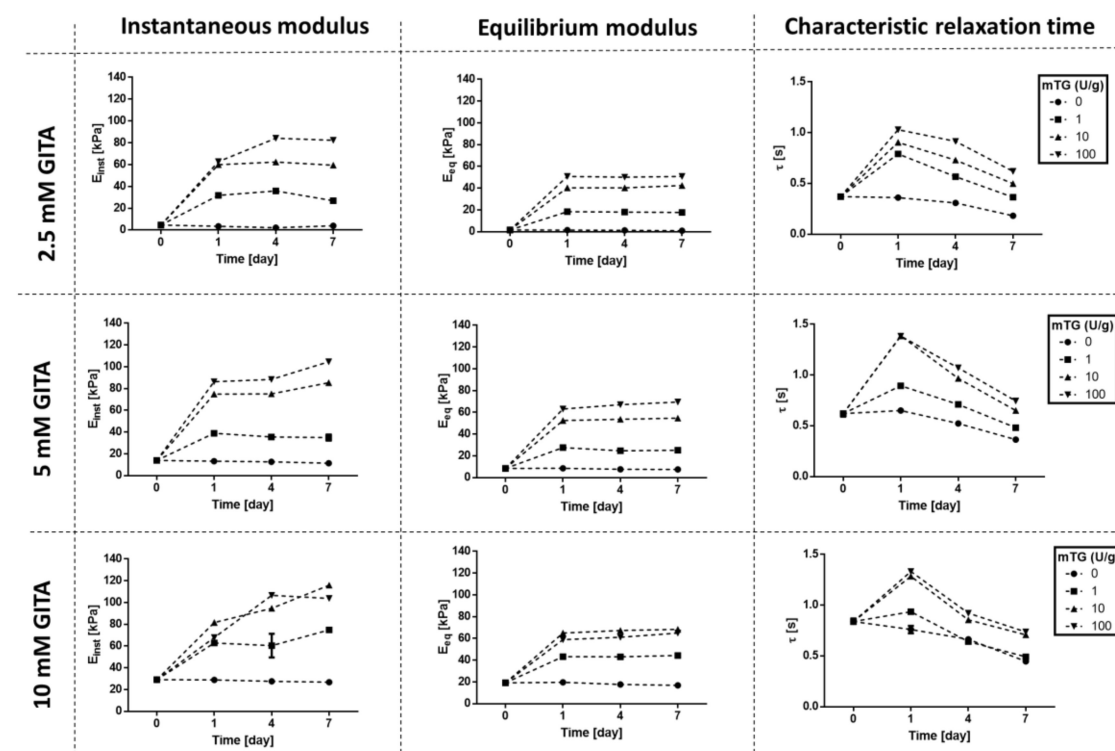 Instantaneous modulus
Equilibrium modulus
Characteristic relaxation time
2.5 mM GITA
E_inst [kPa]
140
120
100
80
60
40
20
0
0 1 4 7
Time [day]
E_eq [kPa]
140
120
100
80
60
40
20
0
0 1 4 7
Time [day]
τ [s]
1.5
1.0
0.5
0.0
0 1 4 7
Time [day]
mTG (U/g)
0
1
10
100
5 mM GITA
E_inst [kPa]
140
120
100
80
60
40
20
0
0 1 4 7
Time [day]
E_eq [kPa]
140
120
100
80
60
40
20
0
0 1 4 7
Time [day]
τ [s]
1.5
1.0
0.5
0.0
0 1 4 7
Time [day]
mTG (U/g)
0
1
10
100
10 mM GITA
E_inst [kPa]
140
120
100
80
60
40
20
0
0 1 4 7
Time [day]
E_eq [kPa]
140
120
100
80
60
40
20
0
0 1 4 7
Time [day]
τ [s]
1.5
1.0
0.5
0.0
0 1 4 7
Time [day]
mTG (U/g
0
1
10
100